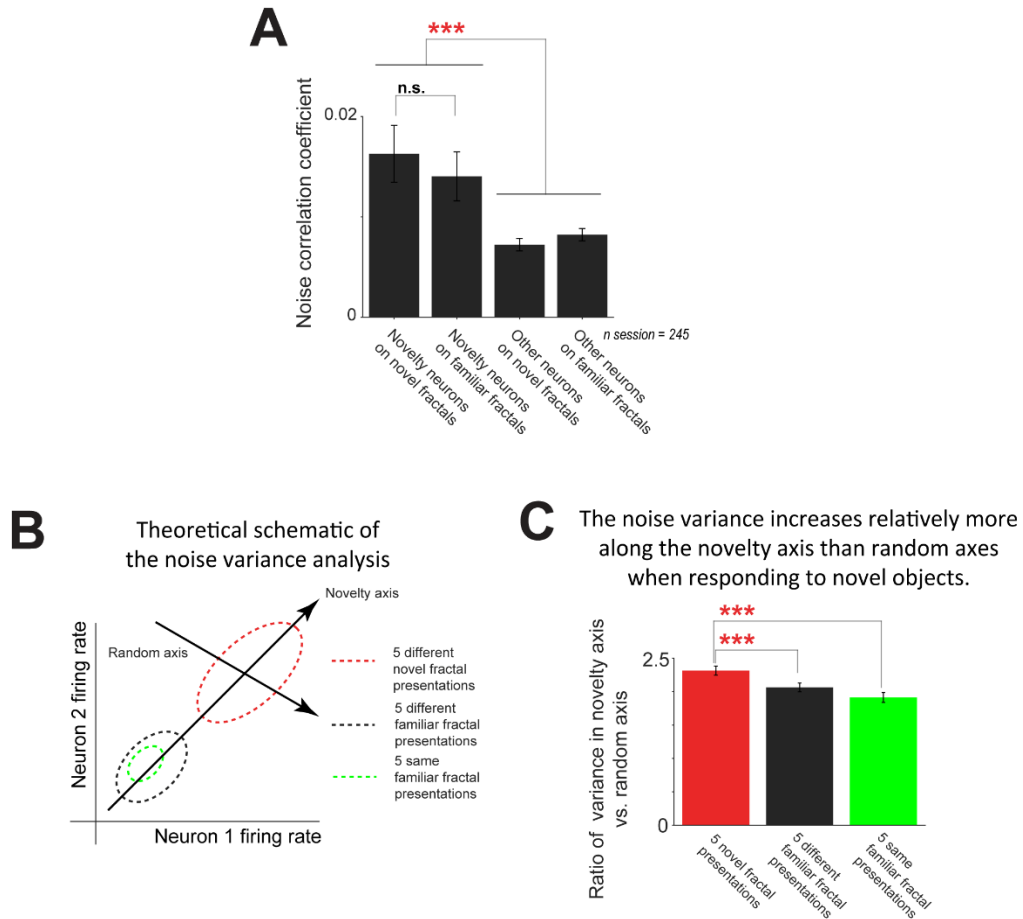 A
***
n.s.
Noise correlation coefficient
0.02
0
Novelty neurons
on novel fractals
Novelty neurons
on familiar fractals
Other neurons
on novel fractals
Other neurons
on familiar fractals
n session = 245
B
Theoretical schematic of
the noise variance analysis
Novelty axis
Random axis
Neuron 2 firing rate
Neuron 1 firing rate
5 different
novel fractal
presentations
5 different
familiar fractal
presentations
5 same
familiar fractal
presentations
C
The noise variance increases relatively more
along the novelty axis than random axes
when responding to novel objects.
***
***
Ratio of variance in novelty axis
vs. random axis
2.5
0
5 novel fractal
presentations
5 different
familiar fractal
presentations
5 same
familiar fractal
presentations